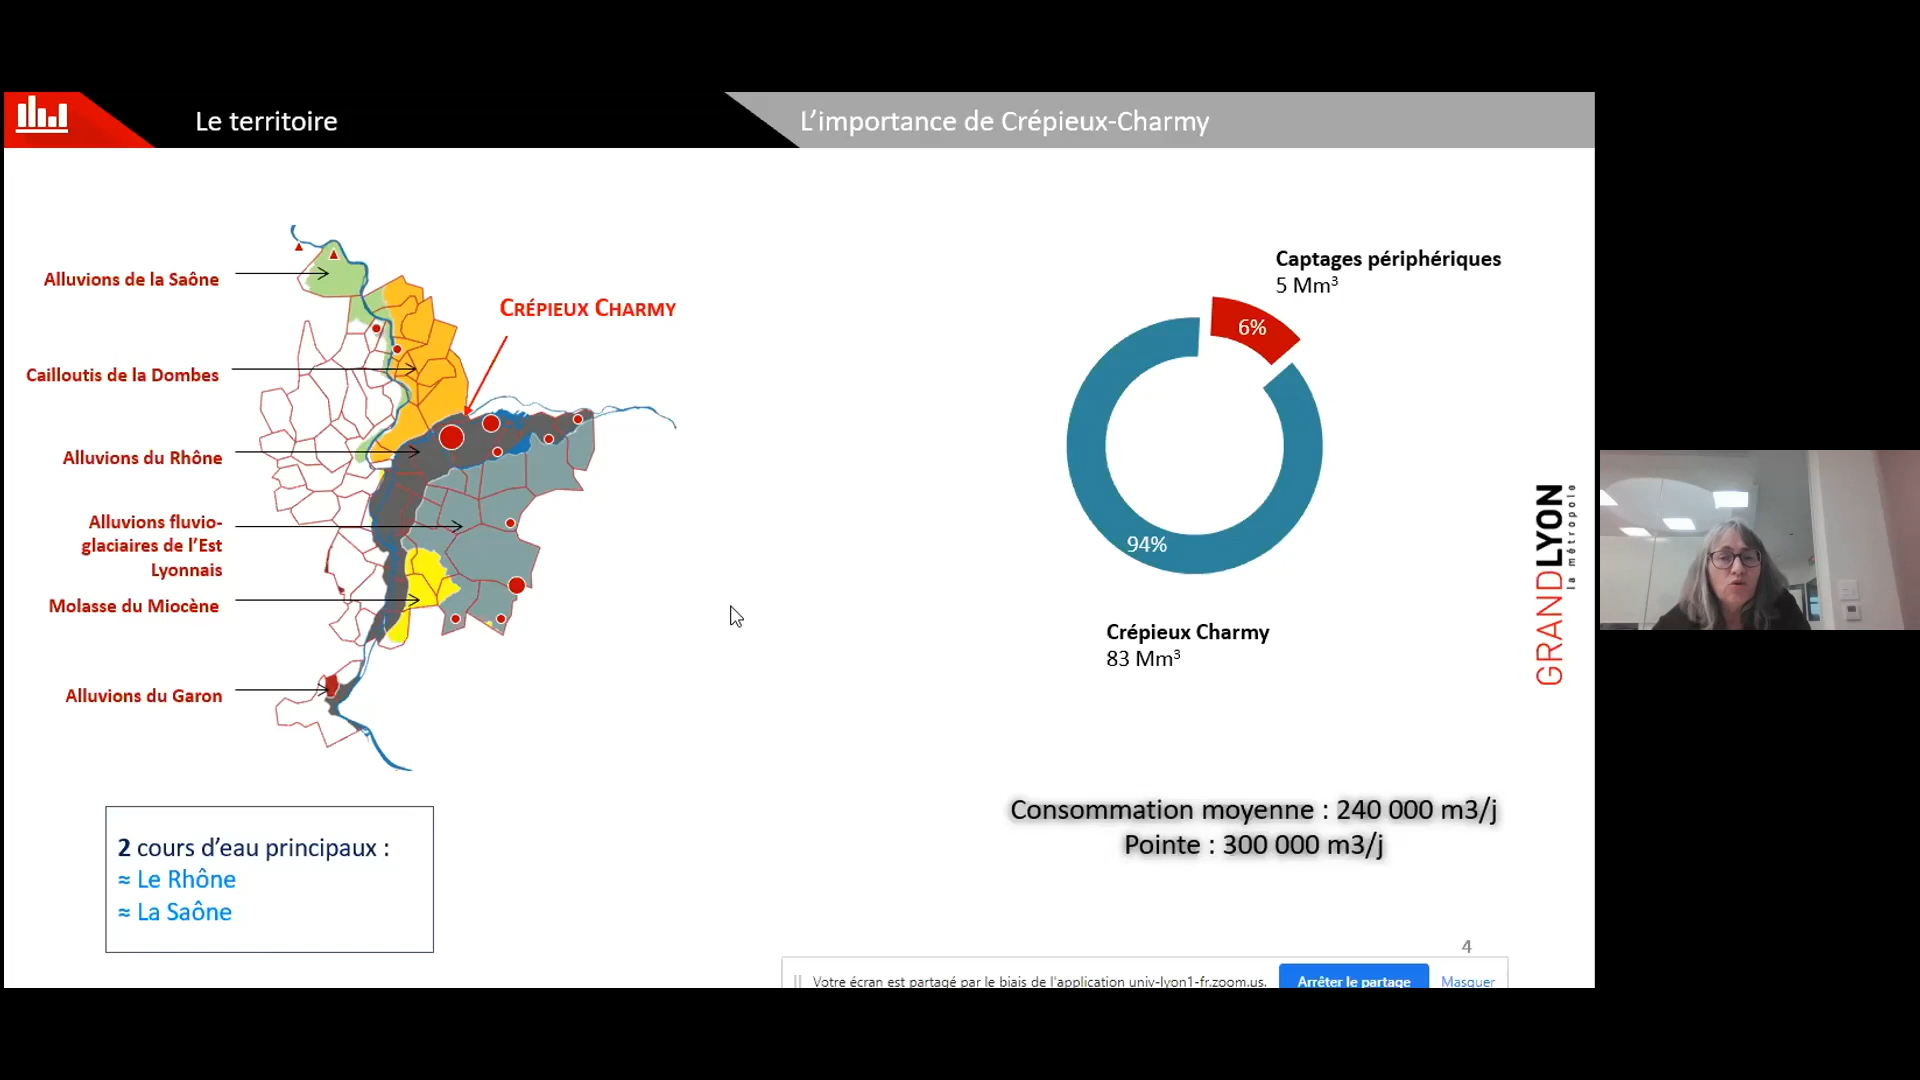 Le territoire
L’importance de Crépieux-Charmy
Alluvions de la Saône
Cailloutis de la Dombes
Alluvions du Rhône
Alluvions fluvio-
glaciaires de l’Est
Lyonnais
Molasse du Miocène
Alluvions du Garon
CRÉPIEUX CHARMY
2 cours d’eau principaux :
≈ Le Rhône
≈ La Saône
Captages périphériques
5 Mm³
6%
94%
Crépieux Charmy
83 Mm³
Consommation moyenne : 240 000 m3/j
Pointe : 300 000 m3/j
GRANDLYON
la métropole
4
Votre écran est partagé par le biais de l'application univ-lyon1-fr.zoom.us.
Arrêter le partage
Masquer